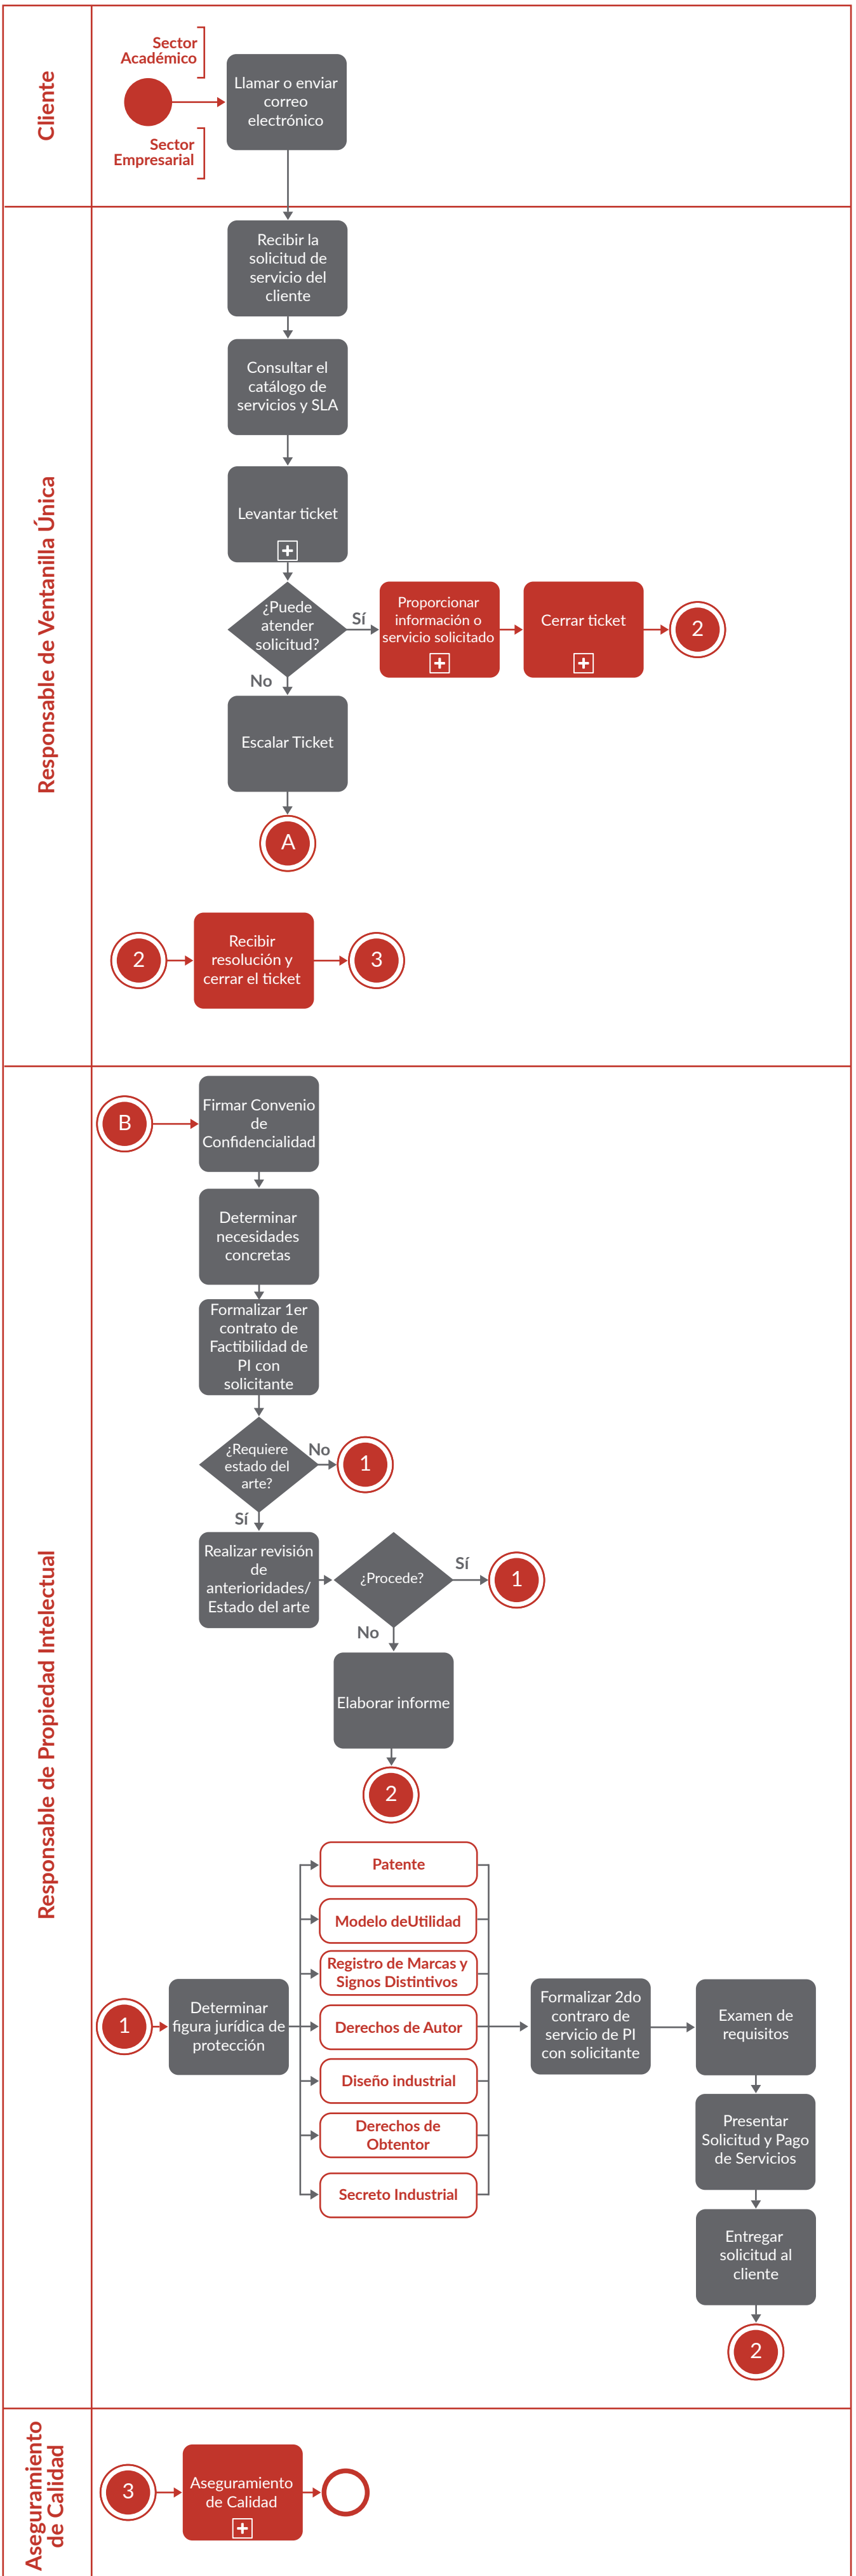 Cliente
Sector
Académico
Sector
Empresarial
Llamar o enviar
correo
electrónico
Responsable de Ventanilla Única
Recibir la
solicitud de
servicio del
cliente
Consultar el
catálogo de
servicios y SLA
Levantar ticket
¿Puede
atender
solicitud?
Sí
Proporcionar
información o
servicio solicitado
Cerrar ticket
2
No
Escalar Ticket
A
2
Recibir
resolución y
cerrar el ticket
3
Responsable de Propiedad Intelectual
B
Firmar Convenio
de
Confidencialidad
Determinar
necesidades
concretas
Formalizar 1er
contrato de
Factibilidad de
PI con
solicitante
¿Requiere
estado del
arte?
No
1
Sí
Realizar revisión
de
anterioridades/
Estado del arte
¿Procede?
Sí
1
No
Elaborar informe
2
1
Determinar
figura jurídica de
protección
Patente
Modelo deUtilidad
Registro de Marcas y
Signos Distintivos
Derechos de Autor
Diseño industrial
Derechos de
Obtentor
Secreto Industrial
Formalizar 2do
contraro de
servicio de PI
con solicitante
Examen de
requisitos
Presentar
Solicitud y Pago
de Servicios
Entregar
solicitud al
cliente
2
Aseguramiento
de Calidad
3
Aseguramiento
de Calidad